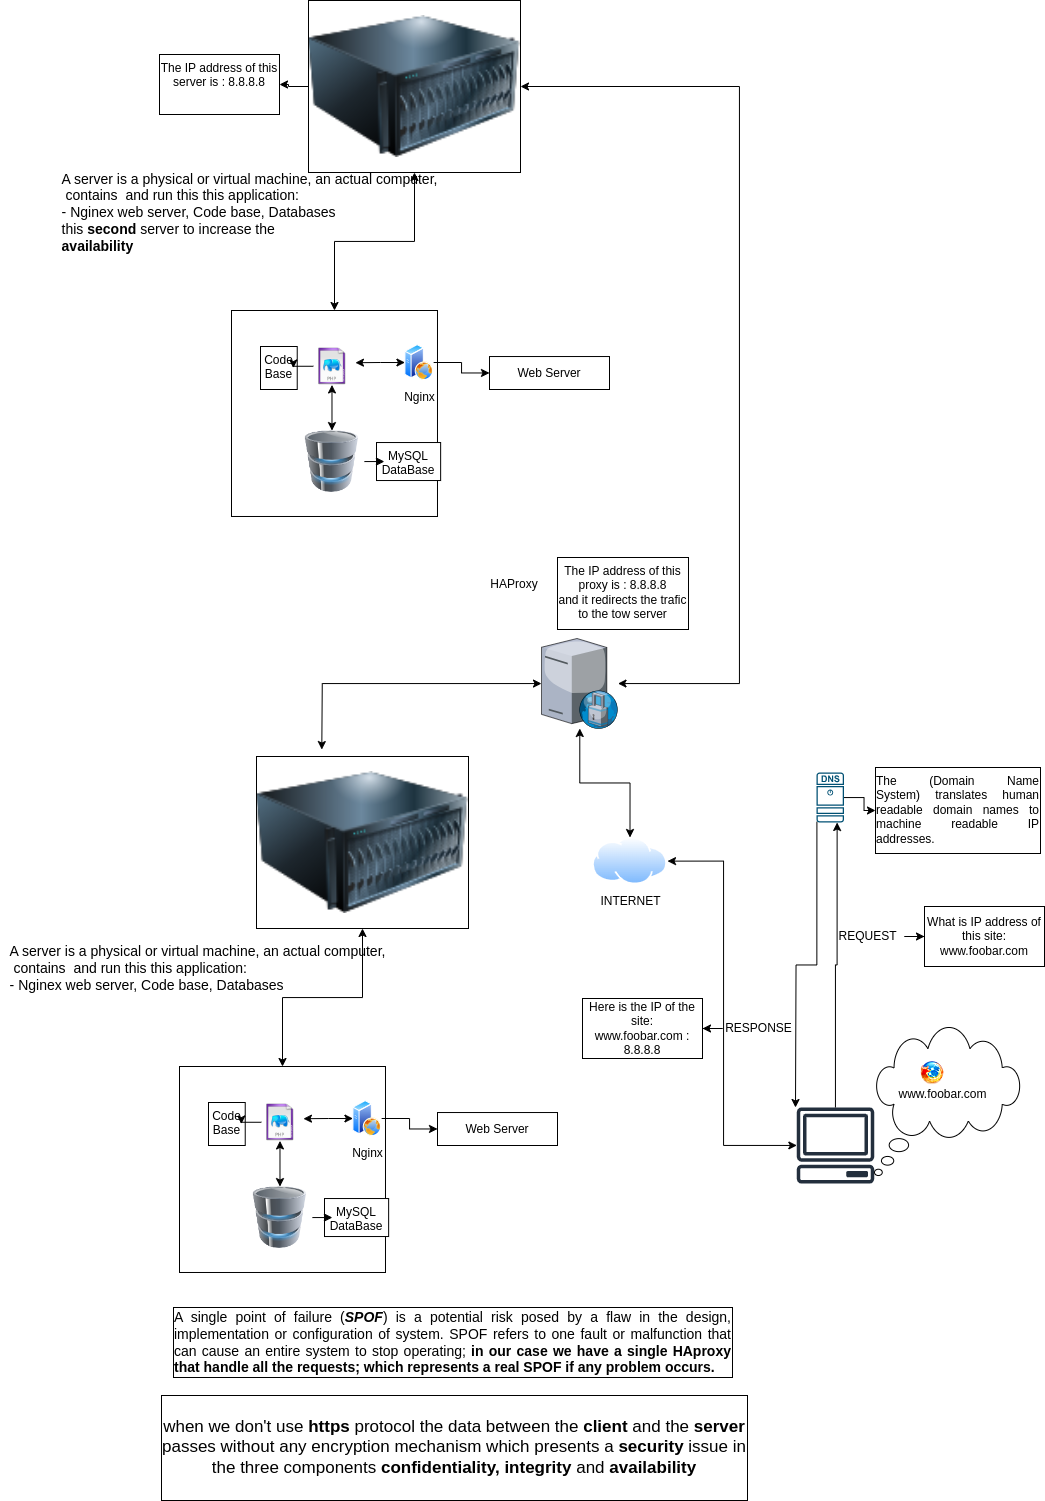 The IP address of this
server is : 8.8.8.8
A server is a physical or virtual machine, an actual computer,
contains  and run this this application:
- Nginex web server, Code base, Databases
this second server to increase the
availability
Code
Base
PHP
Nginx
Web Server
MySQL
DataBase
HAProxy
The IP address of this
proxy is : 8.8.8.8
and it redirects the trafic
to the tow server
INTERNET
DNS
The (Domain Name
System) translates human
readable domain names to
machine readable IP
addresses.
REQUEST
What is IP address of
this site:
www.foobar.com
Here is the IP of the
site:
www.foobar.com :
8.8.8.8
RESPONSE
www.foobar.com
A server is a physical or virtual machine, an actual computer,
contains  and run this this application:
- Nginex web server, Code base, Databases
Code
Base
PHP
Nginx
Web Server
MySQL
DataBase
A single point of failure (SPOF) is a potential risk posed by a flaw in the design,
implementation or configuration of system. SPOF refers to one fault or malfunction that
can cause an entire system to stop operating; in our case we have a single HAproxy
that handle all the requests; which represents a real SPOF if any problem occurs.
when we don't use https protocol the data between the client and the server
passes without any encryption mechanism which presents a security issue in
the three components confidentiality, integrity and availability